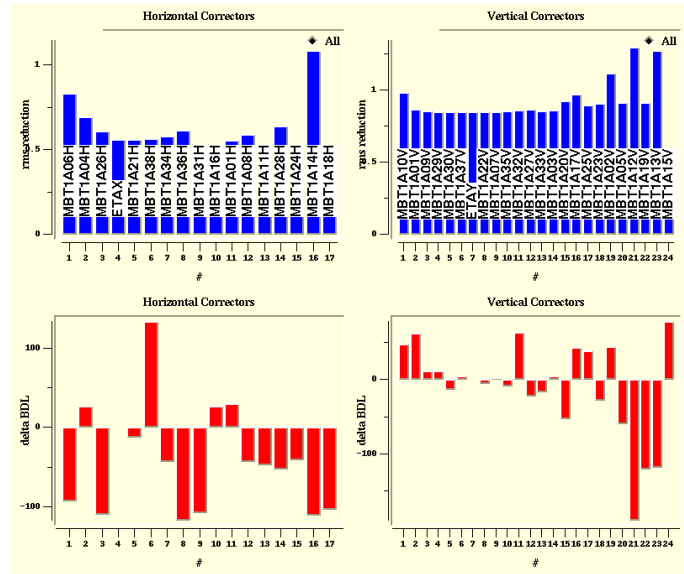 Horizontal Correctors
All
rms reduction
1
.5
0
MBT1A06H
MBT1A04H
MBT1A26H
ETAX
MBT1A21H
MBT1A38H
MBT1A34H
MBT1A36H
MBT1A31H
MBT1A16H
MBT1A01H
MBT1A08H
MBT1A11H
MBT1A28H
MBT1A24H
MBT1A14H
MBT1A18H
1 2 3 4 5 6 7 8 9 10 11 12 13 14 15 16 17
#
Vertical Correctors
All
rms reduction
1
.5
0
MBT1A10V
MBT1A01V
MBT1A09V
MBT1A29V
MBT1A30V
MBT1A37V
ETAY
MBT1A22V
MBT1A07V
MBT1A35V
MBT1A32V
MBT1A27V
MBT1A33V
MBT1A03V
MBT1A20V
MBT1A17V
MBT1A25V
MBT1A23V
MBT1A02V
MBT1A05V
MBT1A12V
MBT1A19V
MBT1A13V
MBT1A15V
1 2 3 4 5 6 7 8 9 10 11 12 13 14 15 16 17 18 19 20 21 22 23 24
#
Horizontal Correctors
delta BDL
100
0
-100
1 2 3 4 5 6 7 8 9 10 11 12 13 14 15 16 17
#
Vertical Correctors
delta BDL
0
-100
1 2 3 4 5 6 7 8 9 10 11 12 13 14 15 16 17 18 19 20 21 22 23 24
#